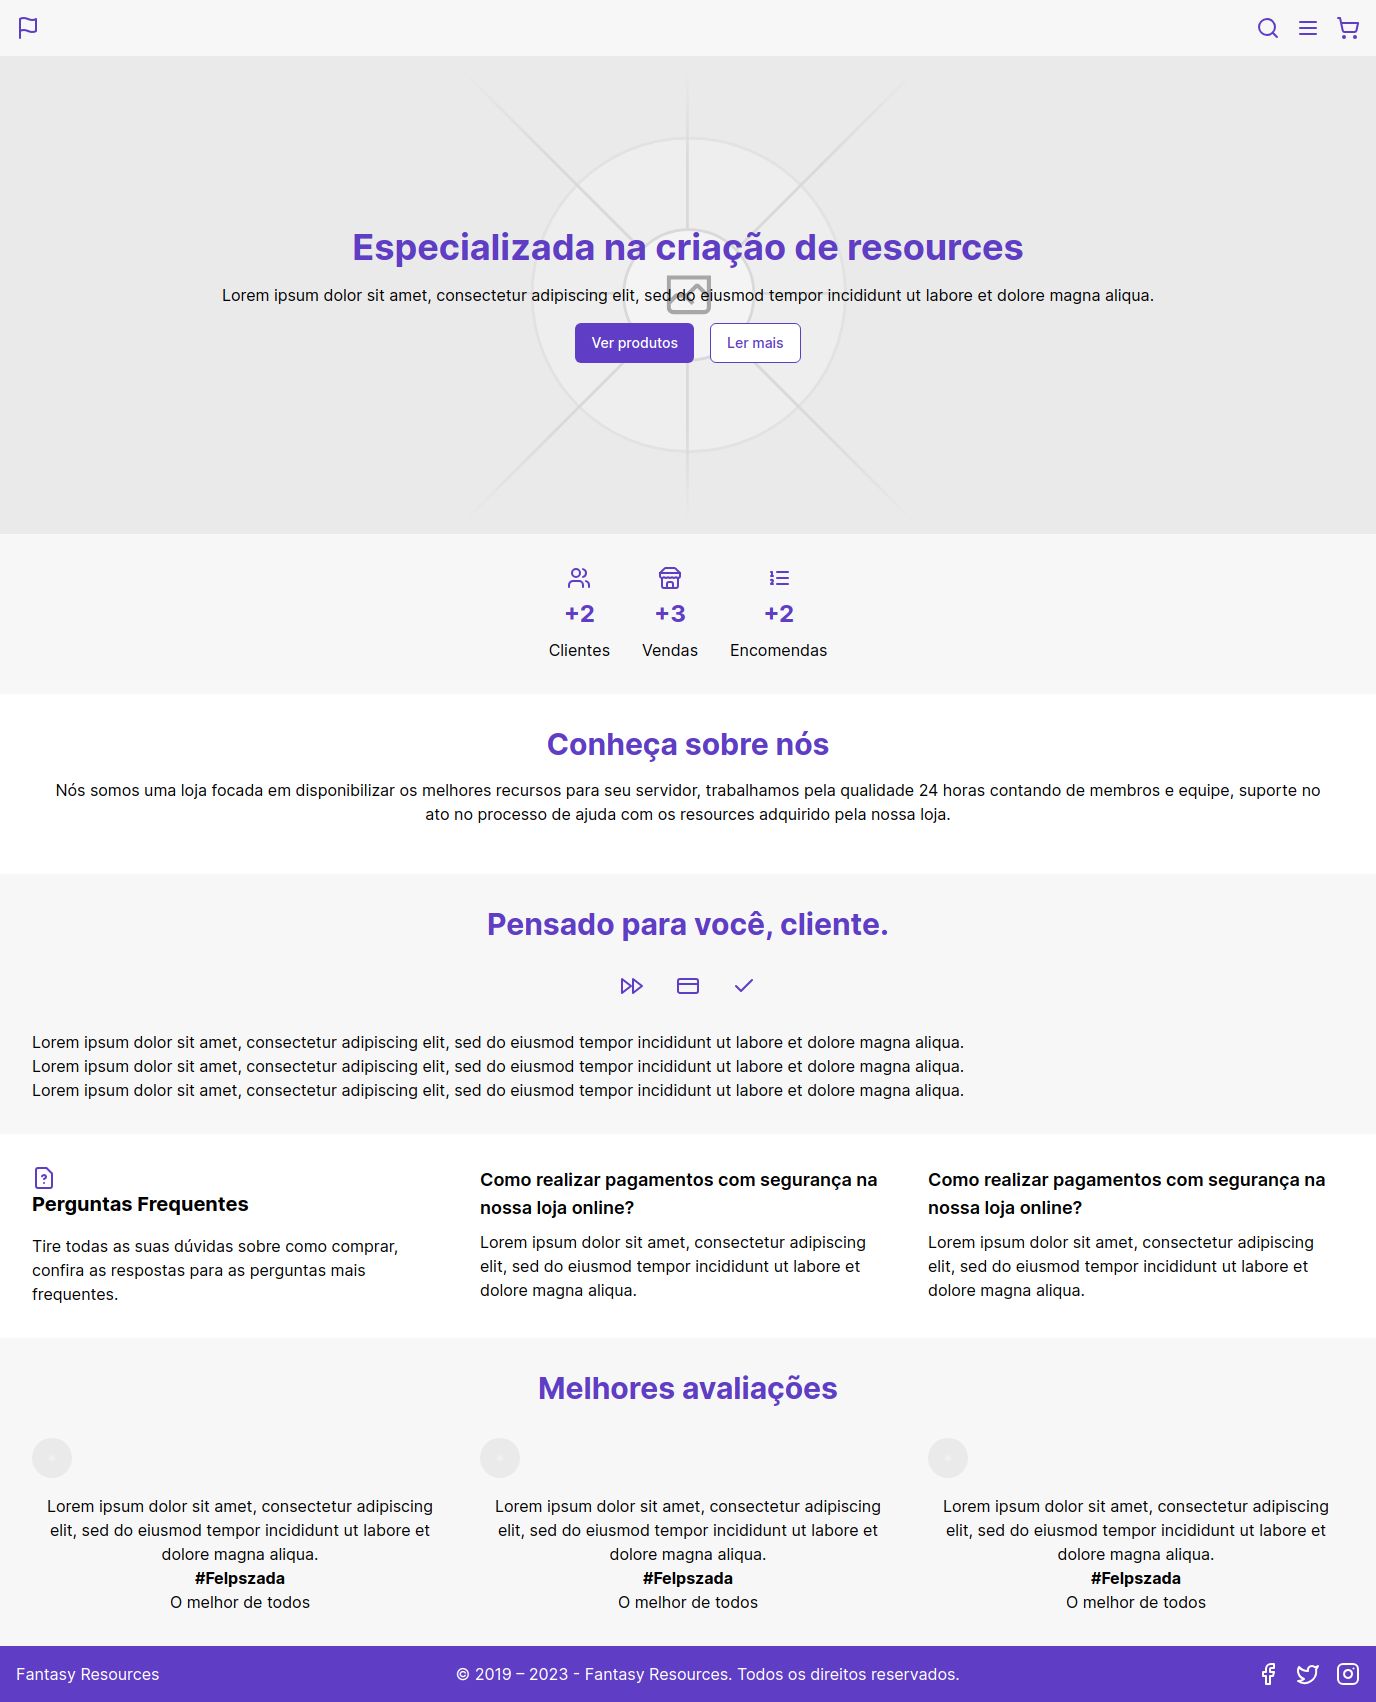 Especializada na criação de resources
Lorem ipsum dolor sit amet, consectetur adipiscing elit, sed do eiusmod tempor incididunt ut labore et dolore magna aliqua.
Ver produtos
Ler mais
+2
Clientes
+3
Vendas
+2
Encomendas
Conheça sobre nós
Nós somos uma loja focada em disponibilizar os melhores recursos para seu servidor, trabalhamos pela qualidade 24 horas contando de membros e equipe, suporte no
ato no processo de ajuda com os resources adquirido pela nossa loja.
Pensado para você, cliente.
Lorem ipsum dolor sit amet, consectetur adipiscing elit, sed do eiusmod tempor incididunt ut labore et dolore magna aliqua.
Lorem ipsum dolor sit amet, consectetur adipiscing elit, sed do eiusmod tempor incididunt ut labore et dolore magna aliqua.
Lorem ipsum dolor sit amet, consectetur adipiscing elit, sed do eiusmod tempor incididunt ut labore et dolore magna aliqua.
Perguntas Frequentes
Tire todas as suas dúvidas sobre como comprar,
confira as respostas para as perguntas mais
frequentes.
Como realizar pagamentos com segurança na
nossa loja online?
Lorem ipsum dolor sit amet, consectetur adipiscing
elit, sed do eiusmod tempor incididunt ut labore et
dolore magna aliqua.
Como realizar pagamentos com segurança na
nossa loja online?
Lorem ipsum dolor sit amet, consectetur adipiscing
elit, sed do eiusmod tempor incididunt ut labore et
dolore magna aliqua.
Melhores avaliações
Lorem ipsum dolor sit amet, consectetur adipiscing
elit, sed do eiusmod tempor incididunt ut labore et
dolore magna aliqua.
#Felpszada
O melhor de todos
Lorem ipsum dolor sit amet, consectetur adipiscing
elit, sed do eiusmod tempor incididunt ut labore et
dolore magna aliqua.
#Felpszada
O melhor de todos
Lorem ipsum dolor sit amet, consectetur adipiscing
elit, sed do eiusmod tempor incididunt ut labore et
dolore magna aliqua.
#Felpszada
O melhor de todos
Fantasy Resources
© 2019 – 2023 - Fantasy Resources. Todos os direitos reservados.